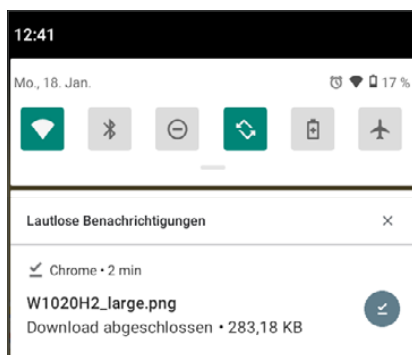 12:41
Mo., 18. Jan. 17 %
Lautlose Benachrichtigungen
Chrome • 2 min
W1020H2_large.png
Download abgeschlossen • 283,18 KB